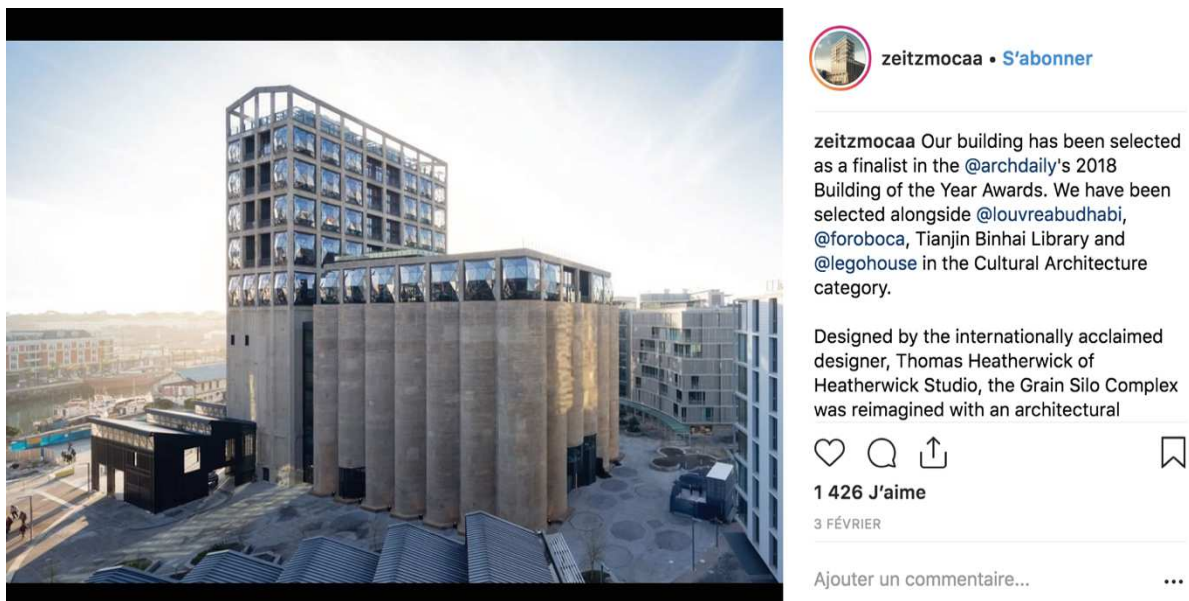 zeitzmocaa • S'abonner
zeitzmocaa Our building has been selected
as a finalist in the @archdaily's 2018
Building of the Year Awards. We have been
selected alongside @louvreabudhabi,
@foroboca, Tianjin Binhai Library and
@legohouse in the Cultural Architecture
category.
Designed by the internationally acclaimed
designer, Thomas Heatherwick of
Heatherwick Studio, the Grain Silo Complex
was reimagined with an architectural
1 426 J'aime
3 FÉVRIER
Ajouter un commentaire...